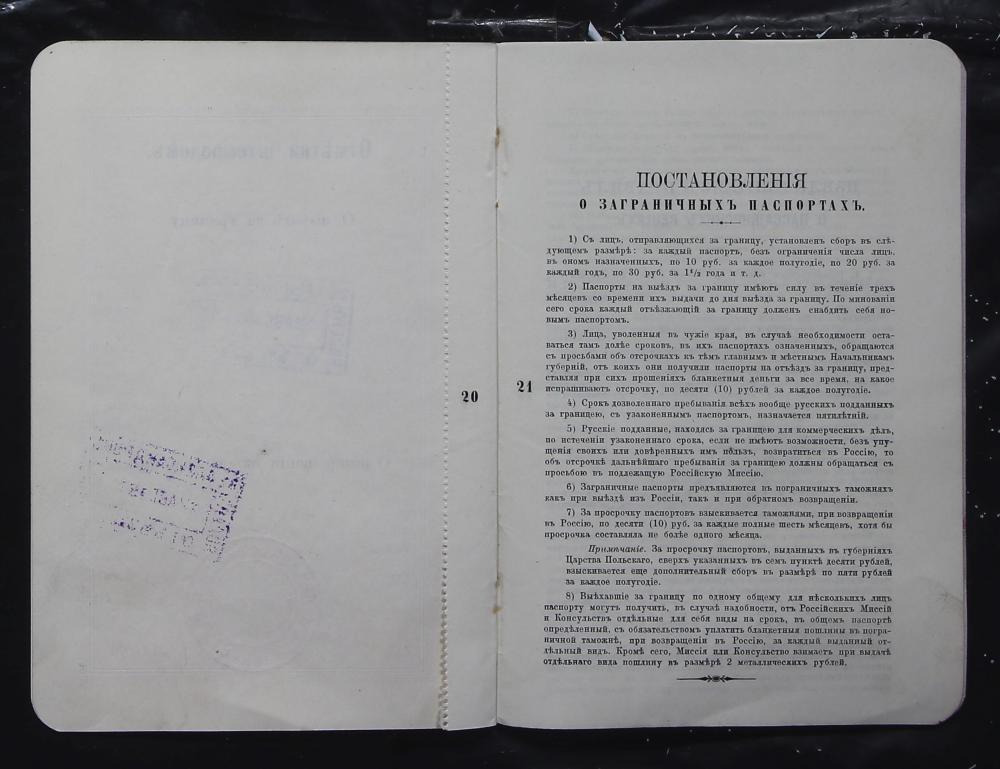 20
21
ПОСТАНОВЛЕНІЯ
О ЗАГРАНИЧНЫХЪ ПАСПОРТАХЪ.
1) Съ лицъ, отправляющихся за границу, установленъ сборъ въ слѣ-
дующемъ размѣрѣ: за каждый паспортъ, безъ ограниченія числа лицъ,
въ ономъ назначенныхъ, по 10 руб. за каждое полугодіе, по 20 руб. за
каждый годъ, по 30 руб. за 1¹/₂ года и т. д.
2) Паспорты на выѣздъ за границу имѣютъ силу въ теченіе трехъ
мѣсяцевъ со времени ихъ выдачи до дня выѣзда за границу. По минованіи
сего срока каждый отъѣзжающій за границу долженъ снабдить себя но-
вымъ паспортомъ.
3) Лица, уволенныя въ чужіе края, въ случаѣ необходимости оста-
ваться тамъ долѣе сроковъ, въ ихъ паспортахъ означенныхъ, обращаются
съ просьбами объ отсрочкахъ къ тѣмъ главнымъ и мѣстнымъ Начальникамъ
губерній, отъ коихъ они получили паспорты на отъѣздъ за границу, пред-
ставляя при сихъ прошеніяхъ бланкетныя деньги за все время, на какое
испрашиваютъ отсрочку, по десяти (10) рублей за каждое полугодіе.
4) Срокъ дозволеннаго пребыванія всѣхъ вообще русскихъ подданныхъ
за границею, съ узаконеннымъ паспортомъ, назначается пятилѣтній.
5) Русскіе подданные, находясь за границею для коммерческихъ дѣлъ,
по истеченіи узаконеннаго срока, если не имѣютъ возможности, безъ упу-
щенія своихъ или довѣренныхъ имъ пользъ, возвратиться въ Россію, то
объ отсрочкѣ дальнѣйшаго пребыванія за границею должны обращаться съ
просьбою въ подлежащую Россійскую Миссію.
6) Заграничные паспорты предъявляются въ пограничныхъ таможняхъ
какъ при выѣздѣ изъ Россіи, такъ и при обратномъ возвращеніи.
7) За просрочку паспортовъ взыскивается таможнями, при возвращеніи
въ Россію, по десяти (10) руб. за каждые полные шесть мѣсяцевъ, хотя бы
просрочка составляла не болѣе одного мѣсяца.
Примѣчаніе. За просрочку паспортовъ, выданныхъ въ губерніяхъ
Царства Польскаго, сверхъ указанныхъ въ семъ пунктѣ десяти рублей,
взыскивается еще дополнительный сборъ въ размѣрѣ по пяти рублей
за каждое полугодіе.
8) Выѣхавшіе за границу по одному общему для нѣсколькихъ лицъ
паспорту могутъ получить, въ случаѣ надобности, отъ Россійскихъ Миссій
и Консульствъ отдѣльные для себя виды на срокъ, въ общемъ паспортѣ
опредѣленный, съ обязательствомъ уплатить бланкетныя пошлины въ погра-
ничной таможнѣ, при возвращеніи въ Россію, за каждый выданный от-
дѣльный видъ. Кромѣ сего, Миссія или Консульство взимаетъ при выдачѣ
отдѣльнаго вида пошлину въ размѣрѣ 2 металлическихъ рублей.